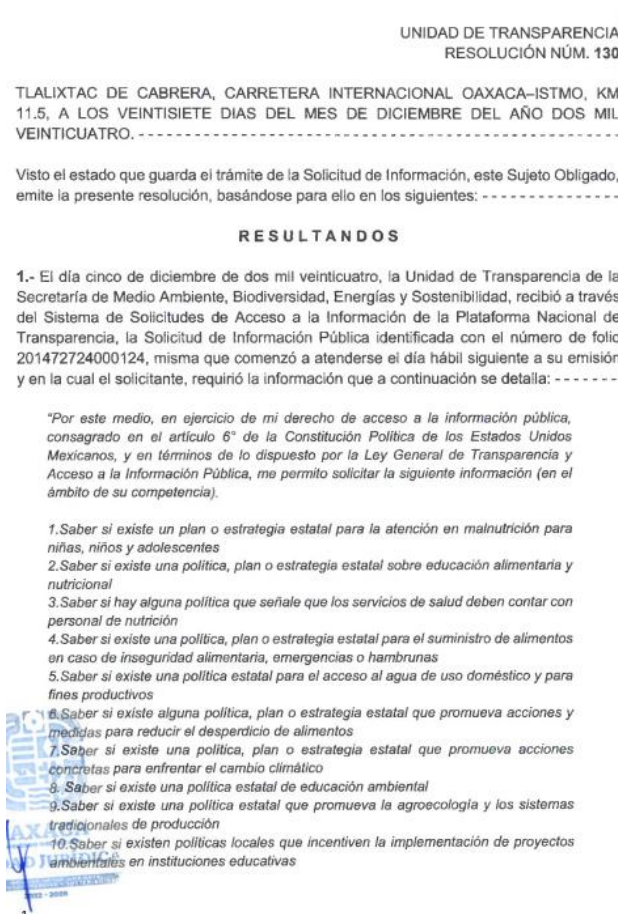 UNIDAD DE TRANSPARENCIA
RESOLUCIÓN NÚM. 130
TLALIXTAC DE CABRERA, CARRETERA INTERNACIONAL OAXACA–ISTMO, KM
11.5, A LOS VEINTISIETE DIAS DEL MES DE DICIEMBRE DEL AÑO DOS MIL
VEINTICUATRO. - - - - - - - - - - - - - - - - - - - - - - - - - - - - - - - - - - - - - - - - - - - - - - - - - -
Visto el estado que guarda el trámite de la Solicitud de Información, este Sujeto Obligado,
emite la presente resolución, basándose para ello en los siguientes: - - - - - - - - - - - - - - -
R E S U L T A N D O S
1.- El día cinco de diciembre de dos mil veinticuatro, la Unidad de Transparencia de la
Secretaría de Medio Ambiente, Biodiversidad, Energías y Sostenibilidad, recibió a través
del Sistema de Solicitudes de Acceso a la Información de la Plataforma Nacional de
Transparencia, la Solicitud de Información Pública identificada con el número de folio
201472724000124, misma que comenzó a atenderse el día hábil siguiente a su emisión
y en la cual el solicitante, requirió la información que a continuación se detalla: - - - - - - -
"Por este medio, en ejercicio de mi derecho de acceso a la información pública,
consagrado en el artículo 6° de la Constitución Política de los Estados Unidos
Mexicanos, y en términos de lo dispuesto por la Ley General de Transparencia y
Acceso a la Información Pública, me permito solicitar la siguiente información (en el
ámbito de su competencia).
1.Saber si existe un plan o estrategia estatal para la atención en malnutrición para
niñas, niños y adolescentes
2.Saber si existe una política, plan o estrategia estatal sobre educación alimentaria y
nutricional
3.Saber si hay alguna política que señale que los servicios de salud deben contar con
personal de nutrición
4.Saber si existe una política, plan o estrategia estatal para el suministro de alimentos
en caso de inseguridad alimentaria, emergencias o hambrunas
5.Saber si existe una política estatal para el acceso al agua de uso doméstico y para
fines productivos
6.Saber si existe alguna política, plan o estrategia estatal que promueva acciones y
medidas para reducir el desperdicio de alimentos
7.Saber si existe una política, plan o estrategia estatal que promueva acciones
concretas para enfrentar el cambio climático
8. Saber si existe una política estatal de educación ambiental
9.Saber si existe una política estatal que promueva la agroecología y los sistemas
tradicionales de producción
10.Saber si existen políticas locales que incentiven la implementación de proyectos
ambientales en instituciones educativas